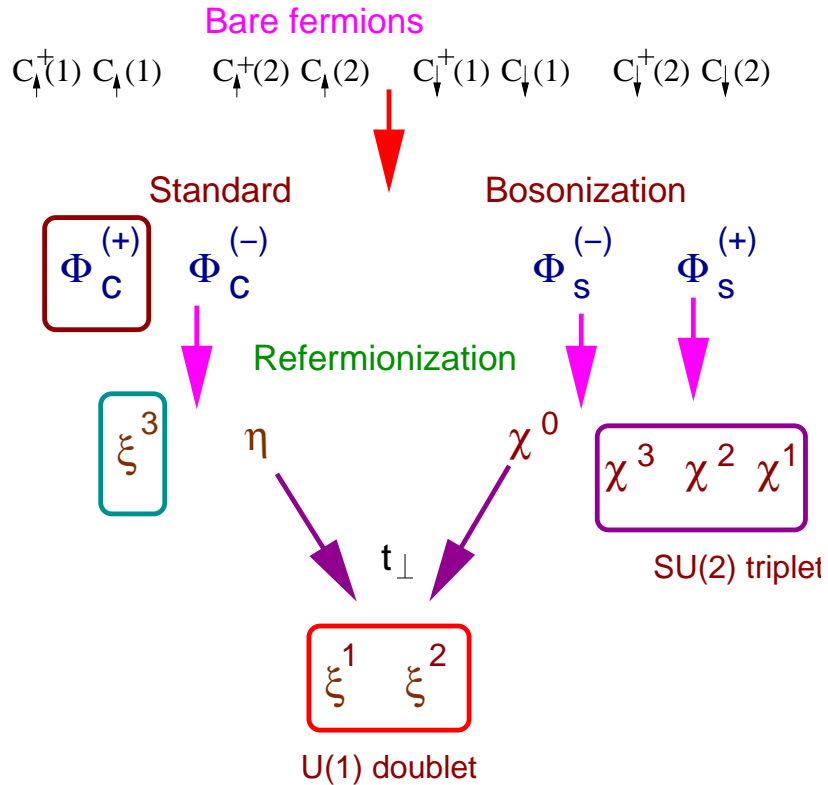 Bare fermions
C↑⁺(1) C↑(1) C↑⁺(2) C↑(2) C↓⁺(1) C↓(1) C↓⁺(2) C↓(2)
Standard Bosonization
Φc(+) Φc(−) Φs(−) Φs(+)
Refermionization
ξ³ η χ⁰ χ³ χ² χ¹
t⊥
SU(2) triplet
ξ¹ ξ²
U(1) doublet